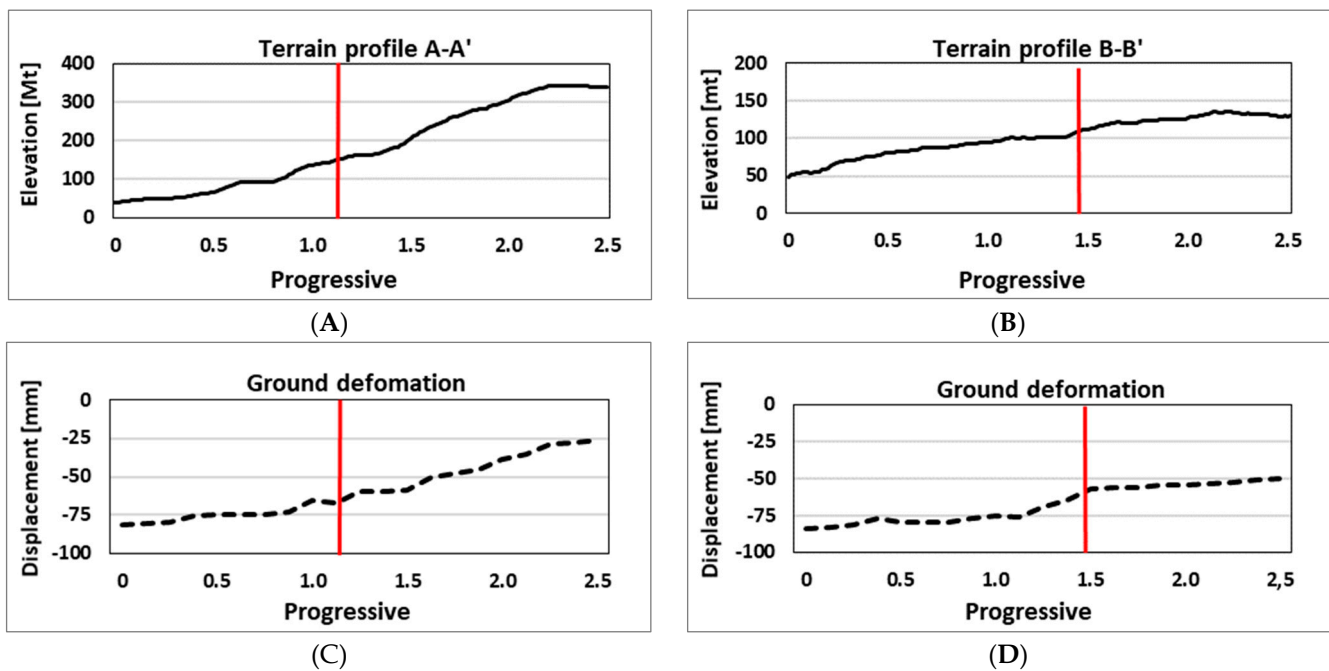 Terrain profile A-A'
Elevation [Mt]
400
300
200
100
0
0 0.5 1.0 1.5 2.0 2.5
Progressive
(A)
Terrain profile B-B'
Elevation [mt]
200
150
100
50
0
0 0.5 1.0 1.5 2.0 2.5
Progressive
(B)
Ground defomation
Displacement [mm]
0
-25
-50
-75
-100
0 0.5 1.0 1.5 2.0 2.5
Progressive
(C)
Ground deformation
Displacement [mm]
0
-25
-50
-75
-100
0 0.5 1.0 1.5 2.0 2,5
Progressive
(D)